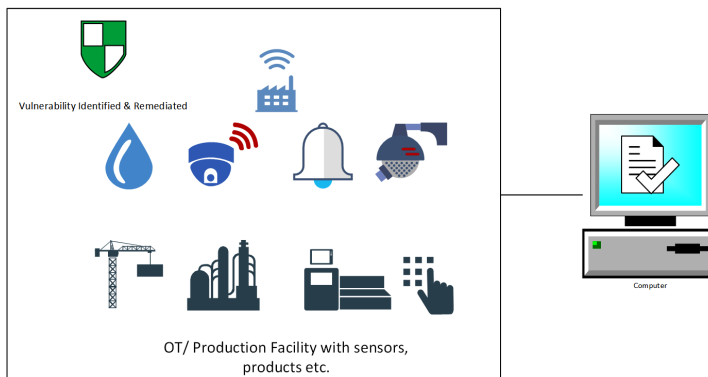 Vulnerability Identified & Remediated
OT/ Production Facility with sensors,
products etc.
Computer